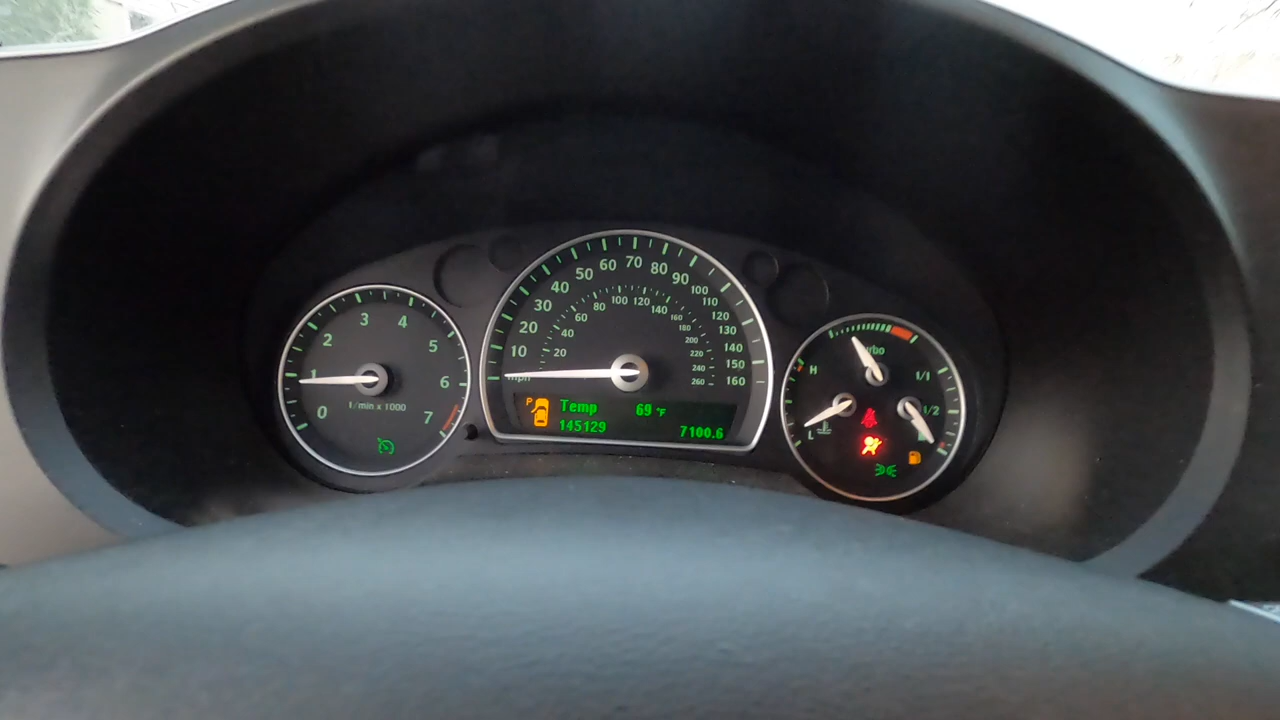 0 1 2 3 4 5 6 7
1/min x 1000
10 20 30 40 50 60 70 80 90 100 110 120 130 140 150 160
20 40 60 80 100 120 140 160 180 200 220 240 260
mph
P Temp 69 °F
145129 7100.6
H
L
1/1
1/2